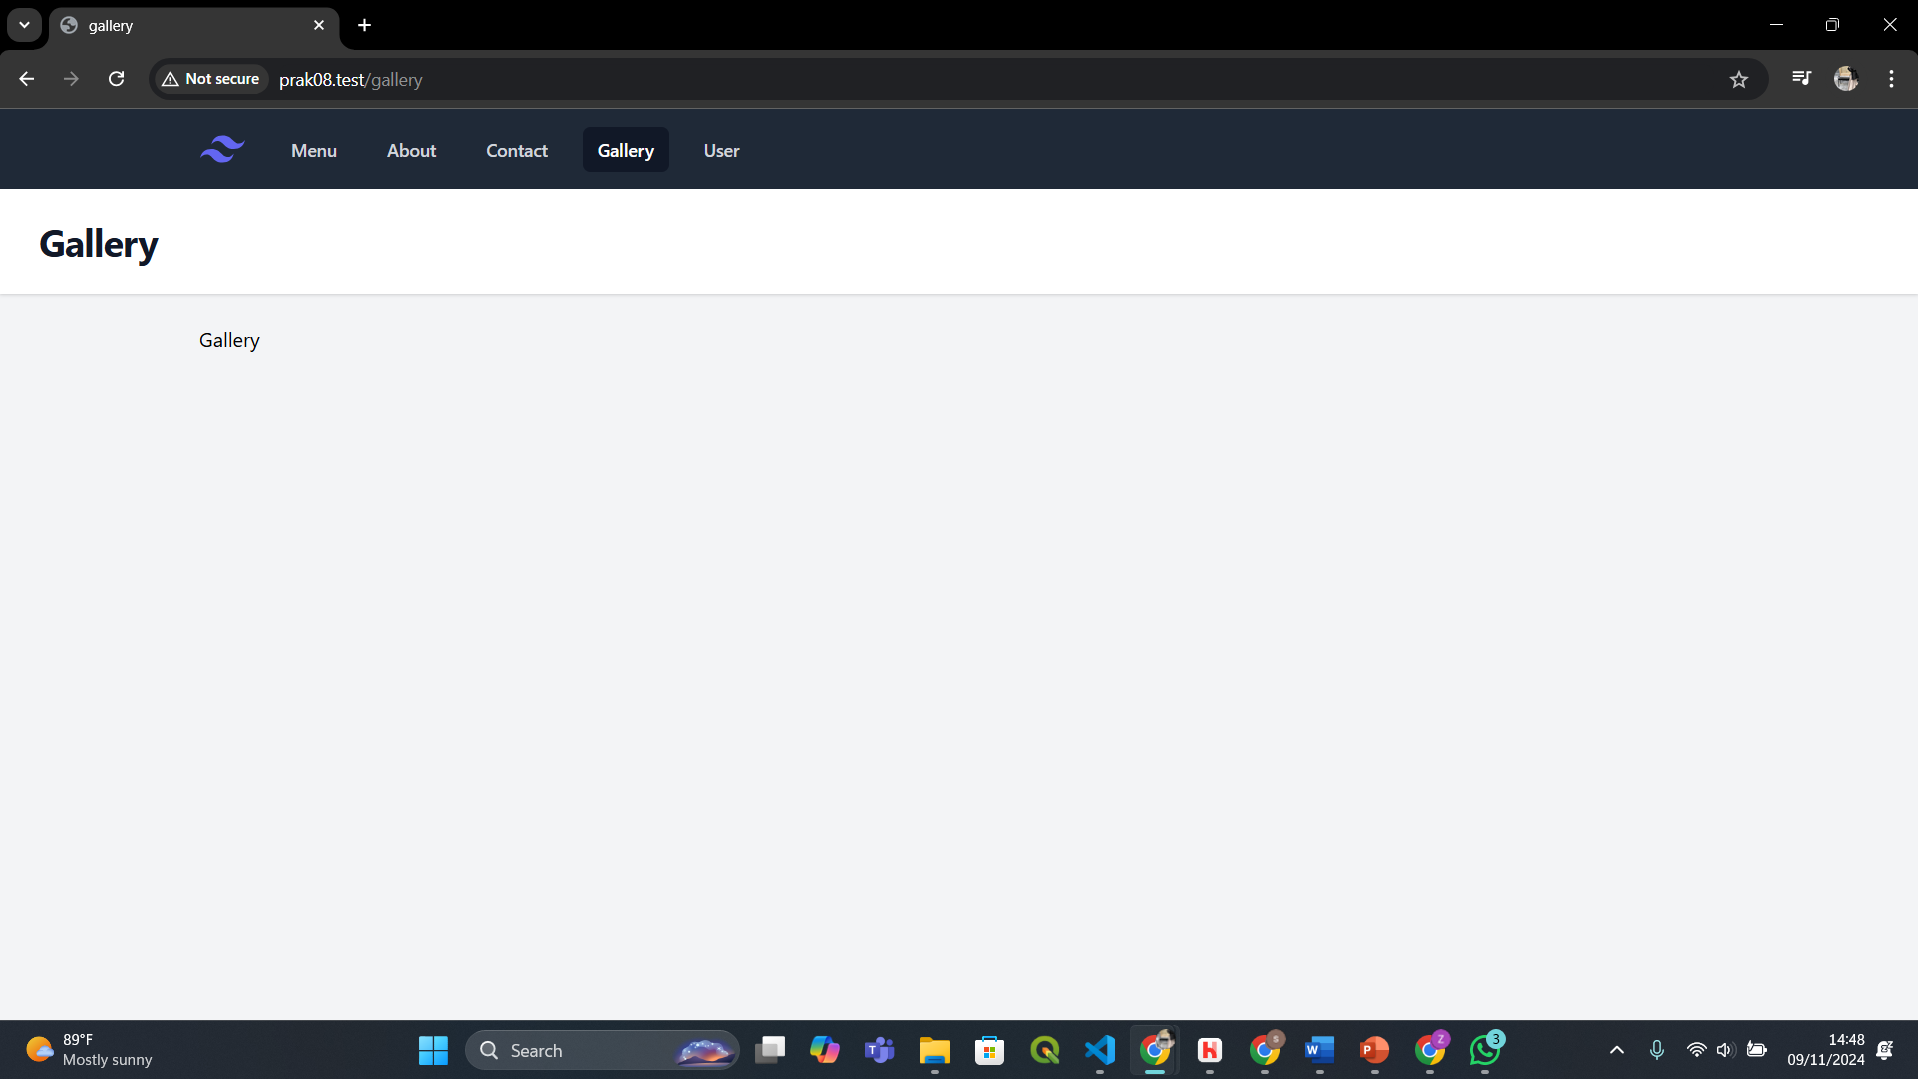 gallery
Not secure
prak08.test/gallery
Menu
About
Contact
Gallery
User
Gallery
Gallery
89°F
Mostly sunny
Search
T
H
S
W
P
Z
3
14:48
09/11/2024